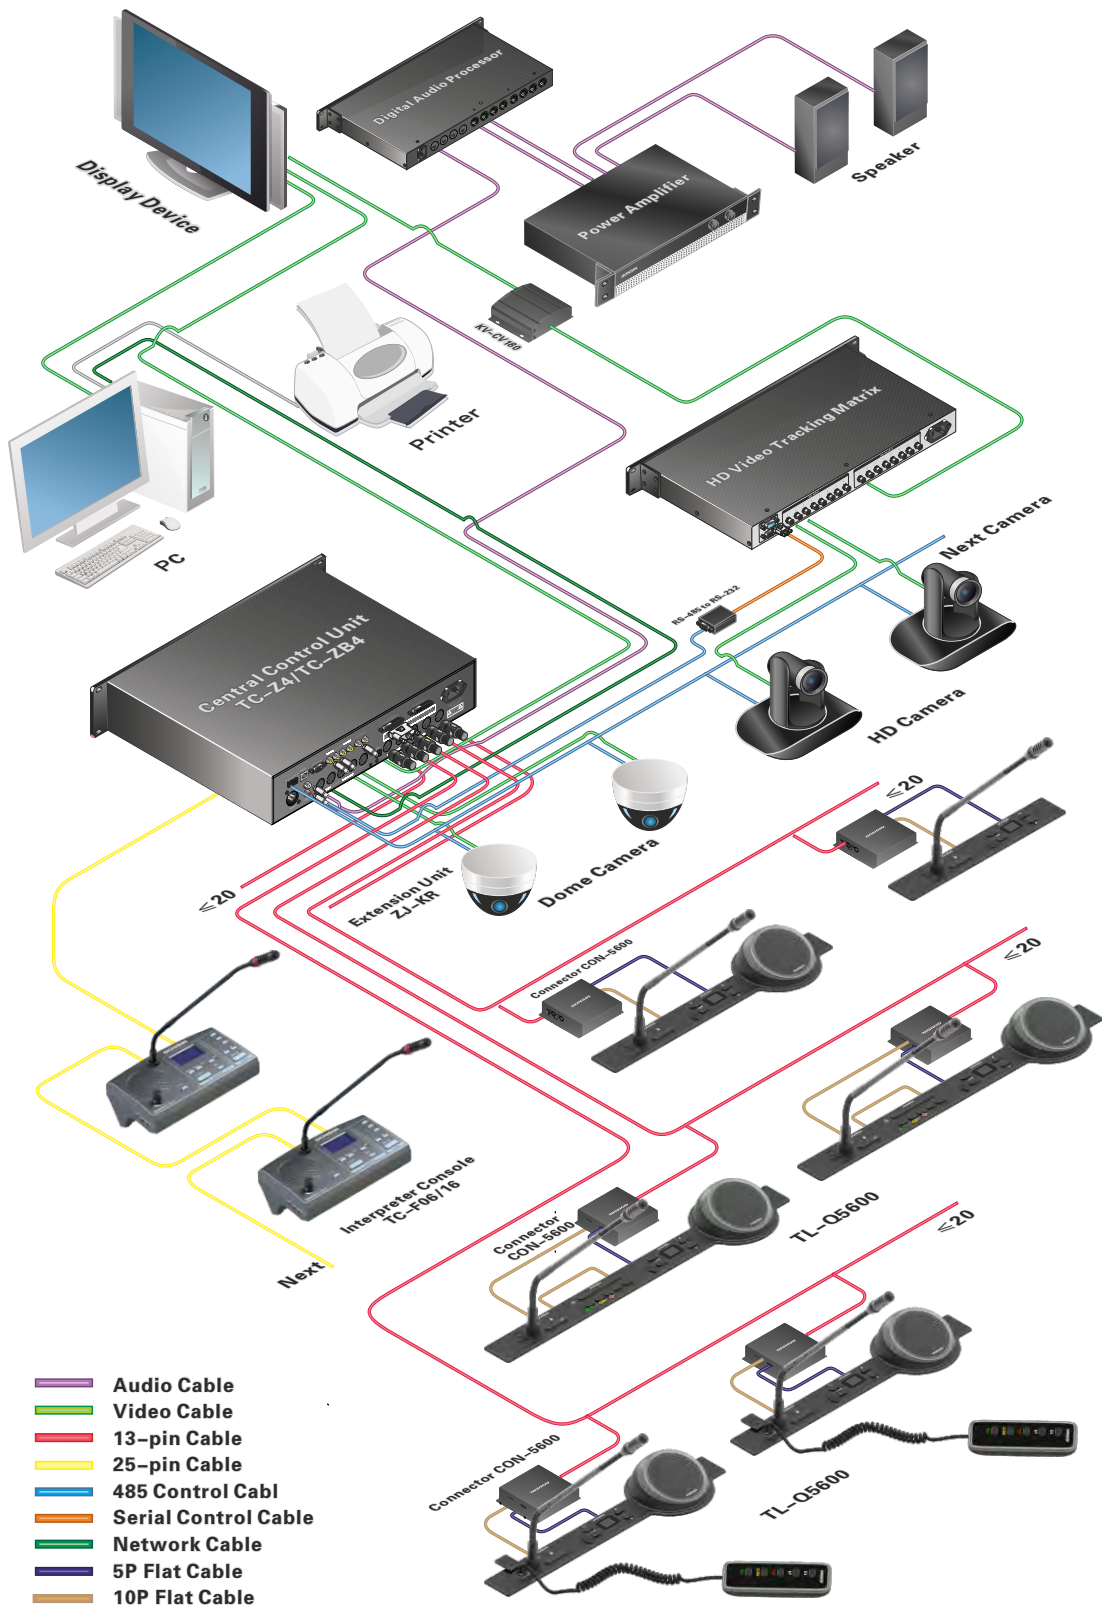 Digital Audio Processor
Display Device
Speaker
Power Amplifier
KV-CV180
Printer
HD Video Tracking Matrix
PC
Next Camera
RS-485 to RS-232
Central Control Unit
TC-Z4/TC-ZB4
HD Camera
≤20
≤20
Extension Unit
ZJ-KR
Dome Camera
Connector CON-5600
≤20
Interpreter Console
TC-F06/16
Connector
CON-5600
TL-Q5600
≤20
Next
Connector CON-5600
TL-Q5600
Audio Cable
Video Cable
13-pin Cable
25-pin Cable
485 Control Cabl
Serial Control Cable
Network Cable
5P Flat Cable
10P Flat Cable